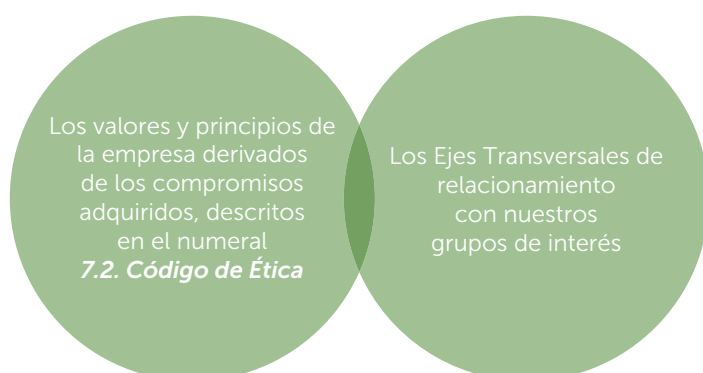 Los valores y principios de
la empresa derivados
de los compromisos
adquiridos, descritos
en el numeral
7.2. Código de Ética
Los Ejes Transversales de
relacionamiento
con nuestros
grupos de interés